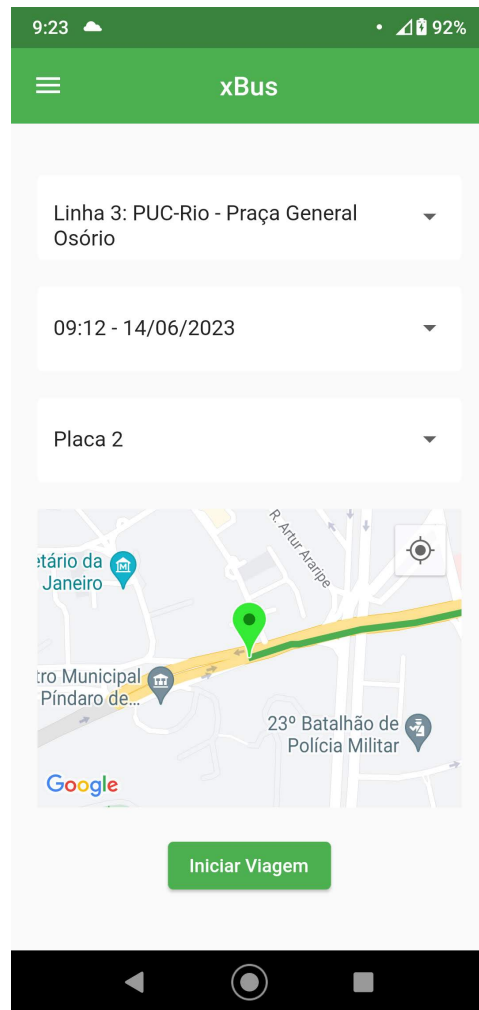 9:23
92%
xBus
Linha 3: PUC-Rio - Praça General
Osório
09:12 - 14/06/2023
Placa 2
R. Artur Araripe
etário da
Janeiro
tro Municipal
Píndaro de...
23º Batalhão de
Polícia Militar
Google
Iniciar Viagem